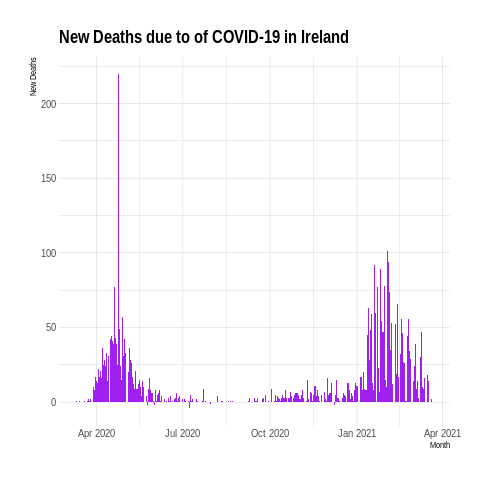 New Deaths due to of COVID-19 in Ireland
New Deaths
200
150
100
50
0
Apr 2020
Jul 2020
Oct 2020
Jan 2021
Apr 2021
Month